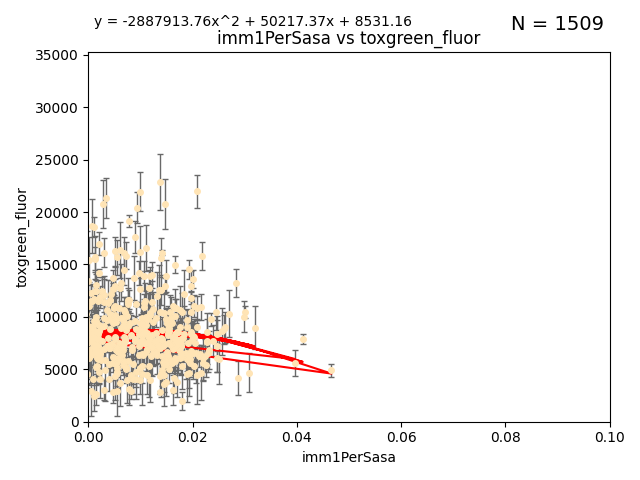 y = -2887913.76x^2 + 50217.37x + 8531.16
N = 1509
imm1PerSasa vs toxgreen_fluor
35000
30000
25000
20000
15000
10000
5000
0
toxgreen_fluor
0.00
0.02
0.04
0.06
0.08
0.10
imm1PerSasa